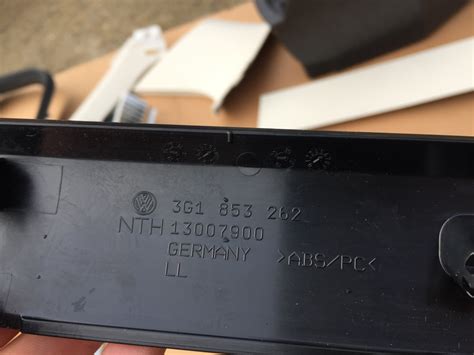 3G1 853 262
NTH 13007900
GERMANY >ABS/PC<
LL